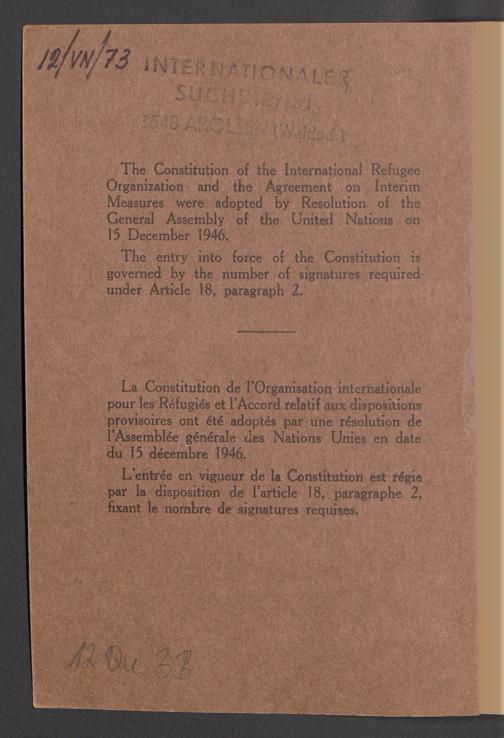 12/VN/73
INTERNATIONALER
SUCHDIENST
3548 AROLSEN (Waldeck)
The Constitution of the International Refugee
Organization and the Agreement on Interim
Measures were adopted by Resolution of the
General Assembly of the United Nations on
15 December 1946.
The entry into force of the Constitution is
governed by the number of signatures required
under Article 18, paragraph 2.
La Constitution de l'Organisation internationale
pour les Réfugiés et l'Accord relatif aux dispositions
provisoires ont été adoptés par une résolution de
l'Assemblée générale des Nations Unies en date
du 15 décembre 1946.
L'entrée en vigueur de la Constitution est régie
par la disposition de l'article 18, paragraphe 2,
fixant le nombre de signatures requises.
12